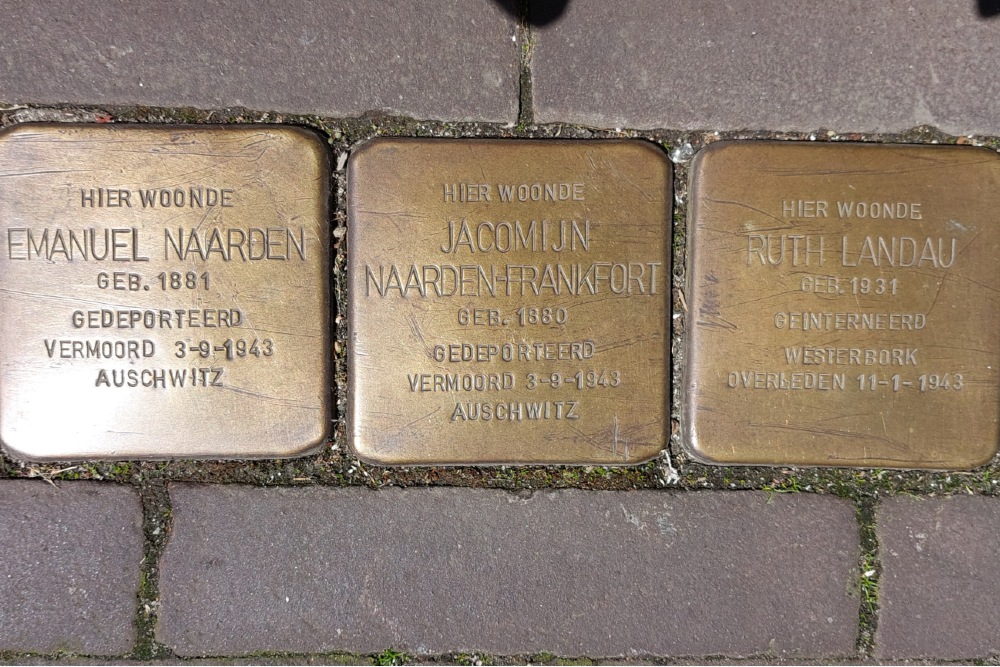 HIER WOONDE
EMANUEL NAARDEN
GEB. 1881
GEDEPORTEERD
VERMOORD 3-9-1943
AUSCHWITZ
HIER WOONDE
JACOMIJN
NAARDEN-FRANKFORT
GEB. 1880
GEDEPORTEERD
VERMOORD 3-9-1943
AUSCHWITZ
HIER WOONDE
RUTH LANDAU
GEB. 1931
GEÏNTERNEERD
WESTERBORK
OVERLEDEN 11-1-1943